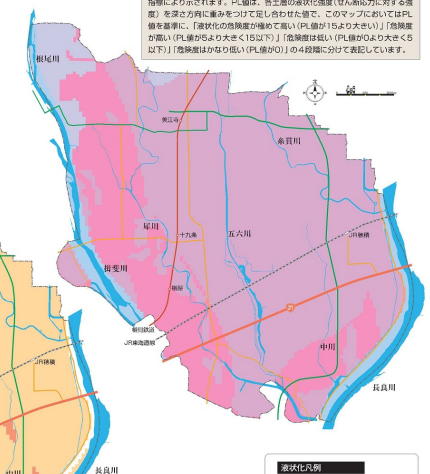 指標により示されます。PL値は、各土層の液状化強度（せん断応力に対する強
度）を深さ方向に重みをつけて足し合わせた値で、このマップにおいてはPL
値を基準に、「液状化の危険度が極めて高い（PL値が15より大きい）」「危険度
が高い（PL値が5より大きく15以下）」「危険度は低い（PL値が0より大きく5
以下）」「危険度はかなり低い（PL値が0）」の4段階に分けて表記しています。
根尾川
美江寺
糸貫川
犀川
十九条
五六川
JR穂積
揖斐川
樽見鉄道
JR東海道線
中川
長良川
JR穂積
中川
長良川
液状化凡例